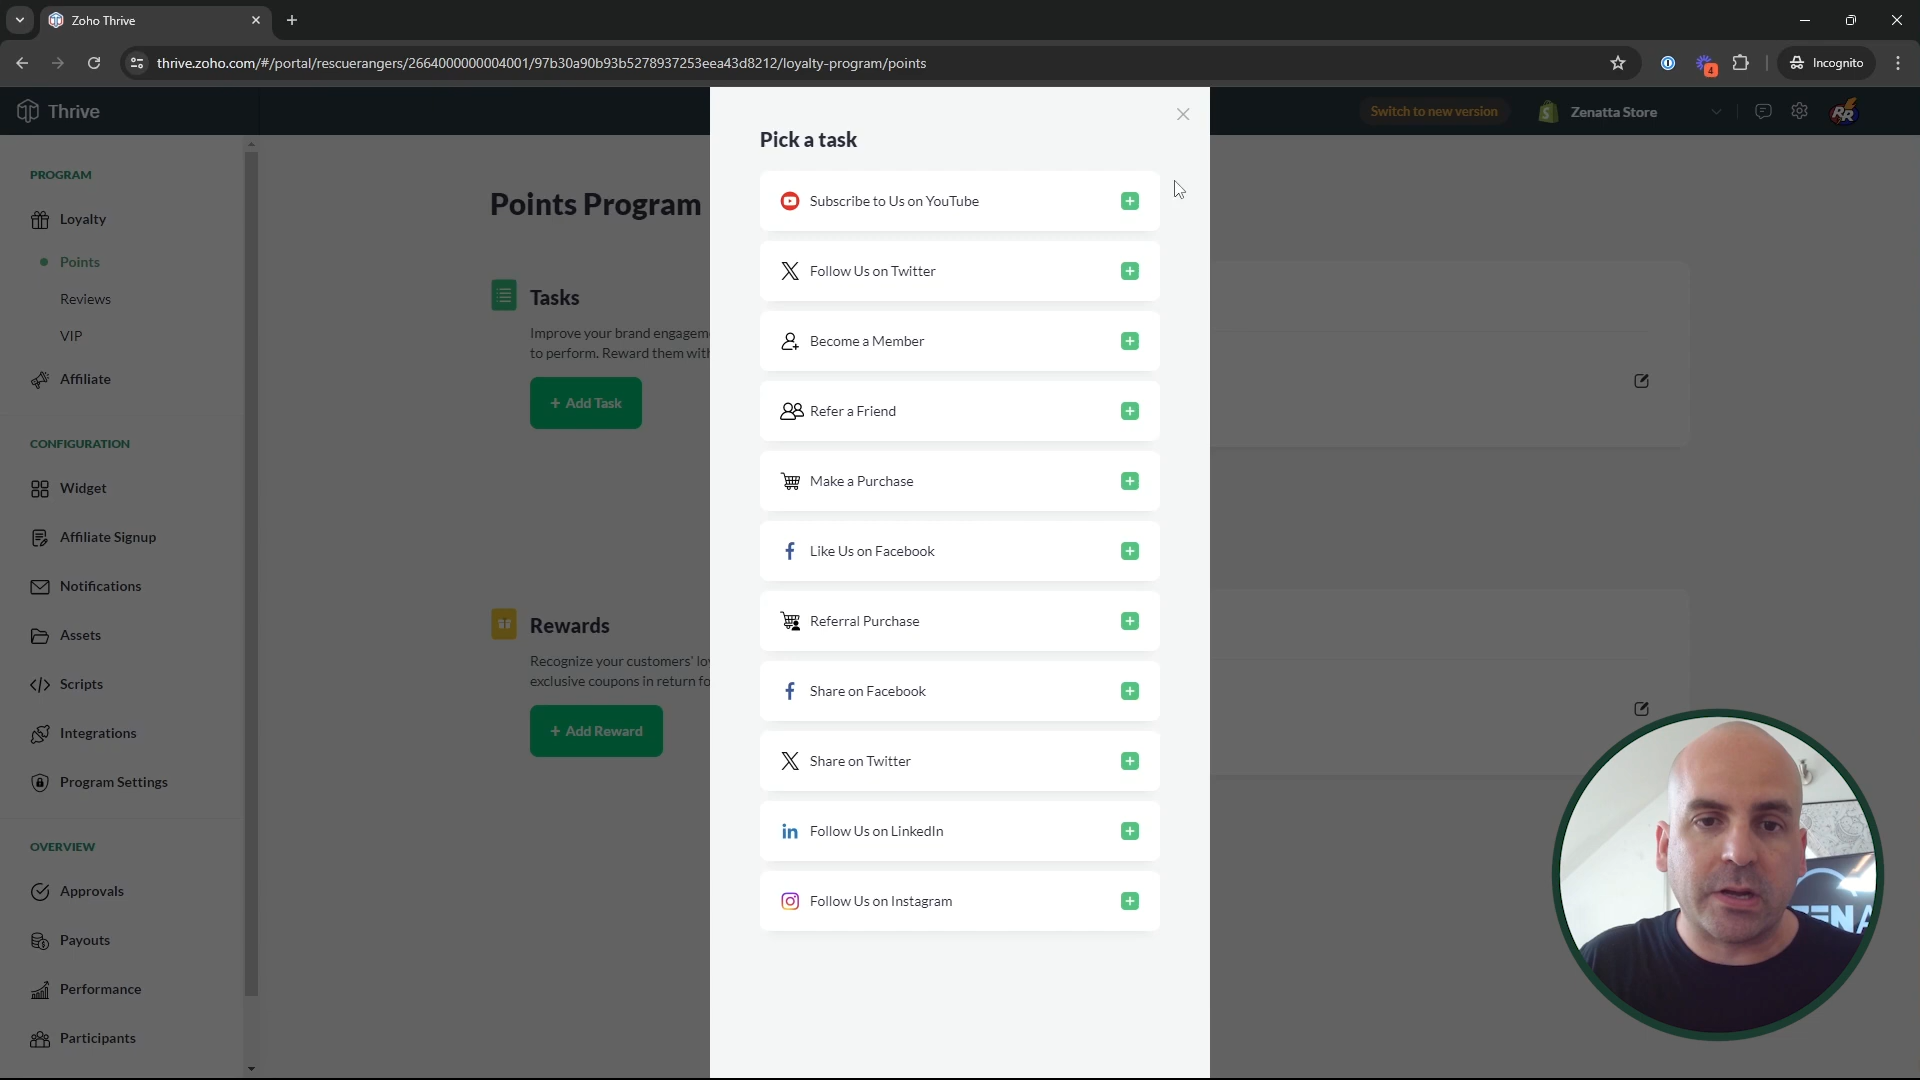 Zoho Thrive
thrive.zoho.com/#/portal/rescuerangers/2664000000004001/97b30a90b93b5278937253eea43d8212/loyalty-program/points
4
Incognito
Thrive
Switch to new version
Zenatta Store
RR
PROGRAM
Loyalty
Points
Reviews
VIP
Affiliate
CONFIGURATION
Widget
Affiliate Signup
Notifications
Assets
Scripts
Integrations
Program Settings
OVERVIEW
Approvals
Payouts
Performance
Participants
Points Program
Tasks
Improve your brand engagem
to perform. Reward them with
+ Add Task
Rewards
Recognize your customers' lo
exclusive coupons in return fo
+ Add Reward
Pick a task
Subscribe to Us on YouTube
Follow Us on Twitter
Become a Member
Refer a Friend
Make a Purchase
Like Us on Facebook
Referral Purchase
Share on Facebook
Share on Twitter
Follow Us on LinkedIn
Follow Us on Instagram
ZENA